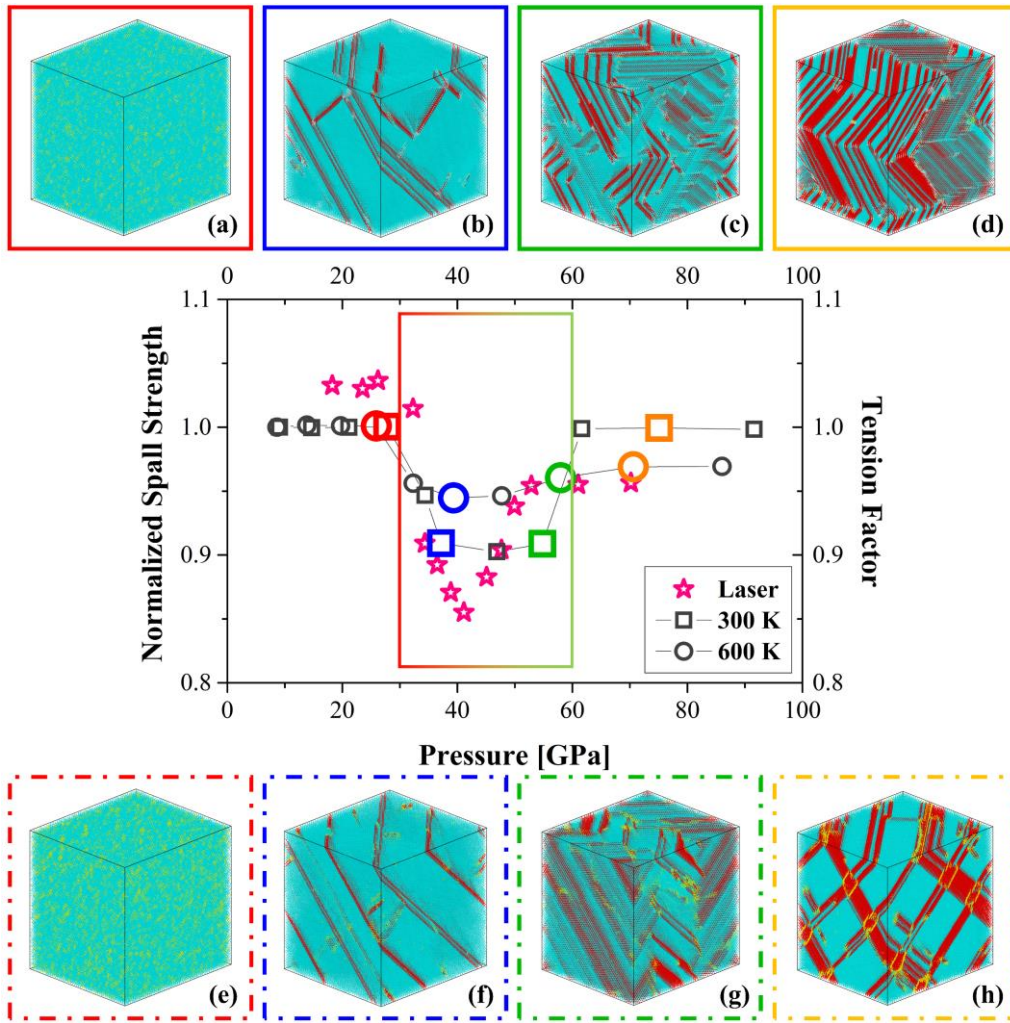 (a) (b) (c) (d)
0 20 40 60 80 100
1.1 1.1
1.0 1.0
0.9 0.9
0.8 0.8
Normalized Spall Strength
Tension Factor
Laser
300 K
600 K
0 20 40 60 80 100
Pressure [GPa]
(e) (f) (g) (h)